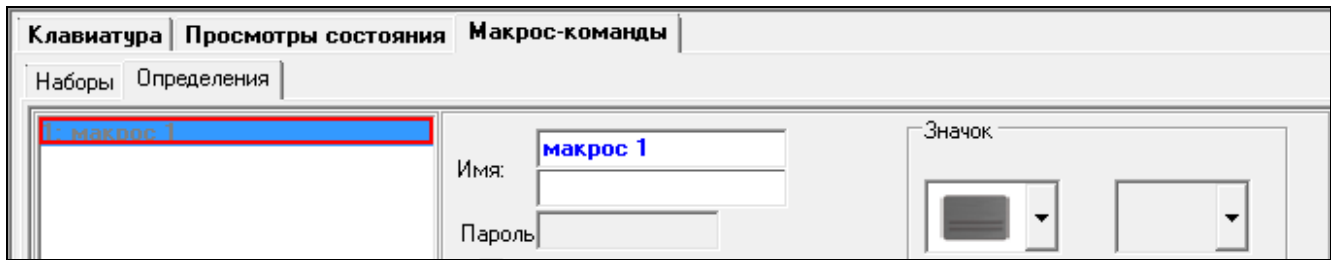 Клавиатура Просмотры состояния Макрос-команды
Наборы Определения
1: макрос 1
Имя:
макрос 1
Пароль
Значок